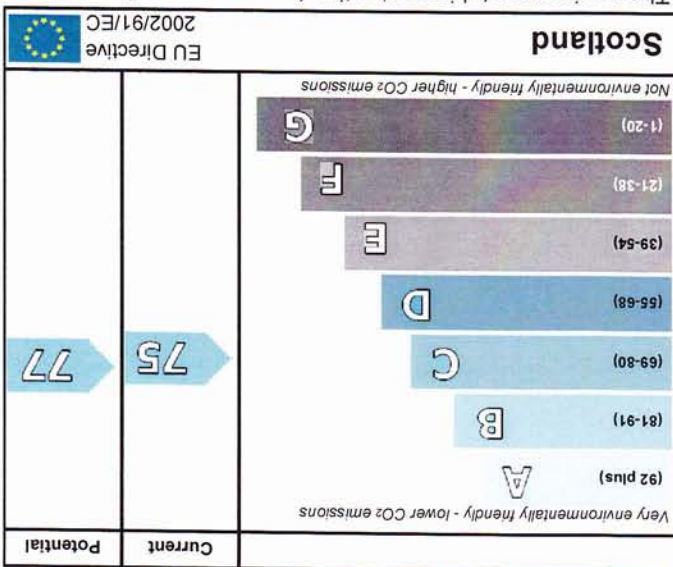 Current Potential
Very environmentally friendly - lower CO2 emissions
(92 plus) A
(81-91) B
(69-80) C
75 77
(55-68) D
(39-54) E
(21-38) F
(1-20) G
Not environmentally friendly - higher CO2 emissions
Scotland
EU Directive
2002/91/EC